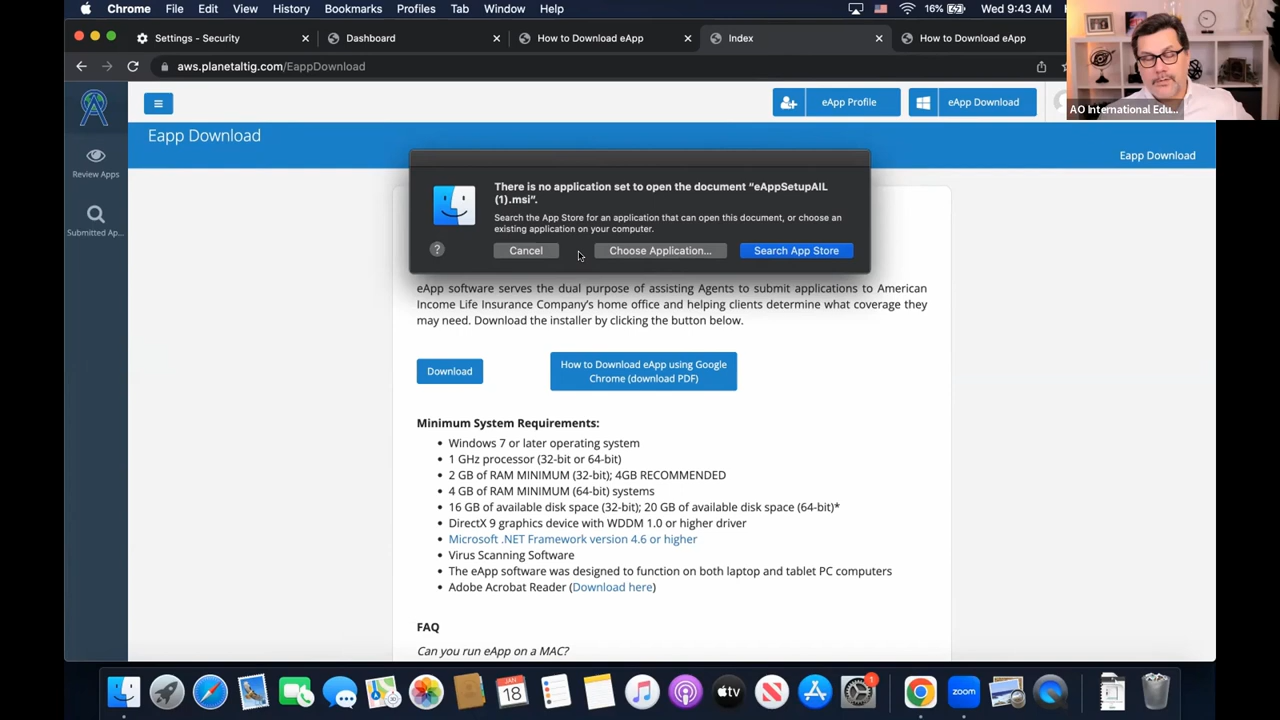 Chrome File Edit View History Bookmarks Profiles Tab Window Help 16% Wed 9:43 AM
Settings - Security × Dashboard × How to Download eApp × Index × How to Download eApp
aws.planetaltig.com/EappDownload
eApp Profile eApp Download
AO International Edu...
Eapp Download
Eapp Download
Review Apps
Submitted Ap...
There is no application set to open the document “eAppSetupAIL
(1).msi”.
Search the App Store for an application that can open this document, or choose an
existing application on your computer.
? Cancel Choose Application... Search App Store
eApp software serves the dual purpose of assisting Agents to submit applications to American
Income Life Insurance Company's home office and helping clients determine what coverage they
may need. Download the installer by clicking the button below.
Download
How to Download eApp using Google
Chrome (download PDF)
Minimum System Requirements:
• Windows 7 or later operating system
• 1 GHz processor (32-bit or 64-bit)
• 2 GB of RAM MINIMUM (32-bit); 4GB RECOMMENDED
• 4 GB of RAM MINIMUM (64-bit) systems
• 16 GB of available disk space (32-bit); 20 GB of available disk space (64-bit)*
• DirectX 9 graphics device with WDDM 1.0 or higher driver
• Microsoft .NET Framework version 4.6 or higher
• Virus Scanning Software
• The eApp software was designed to function on both laptop and tablet PC computers
• Adobe Acrobat Reader (Download here)
FAQ
Can you run eApp on a MAC?
JAN
18
tv
1
zoom